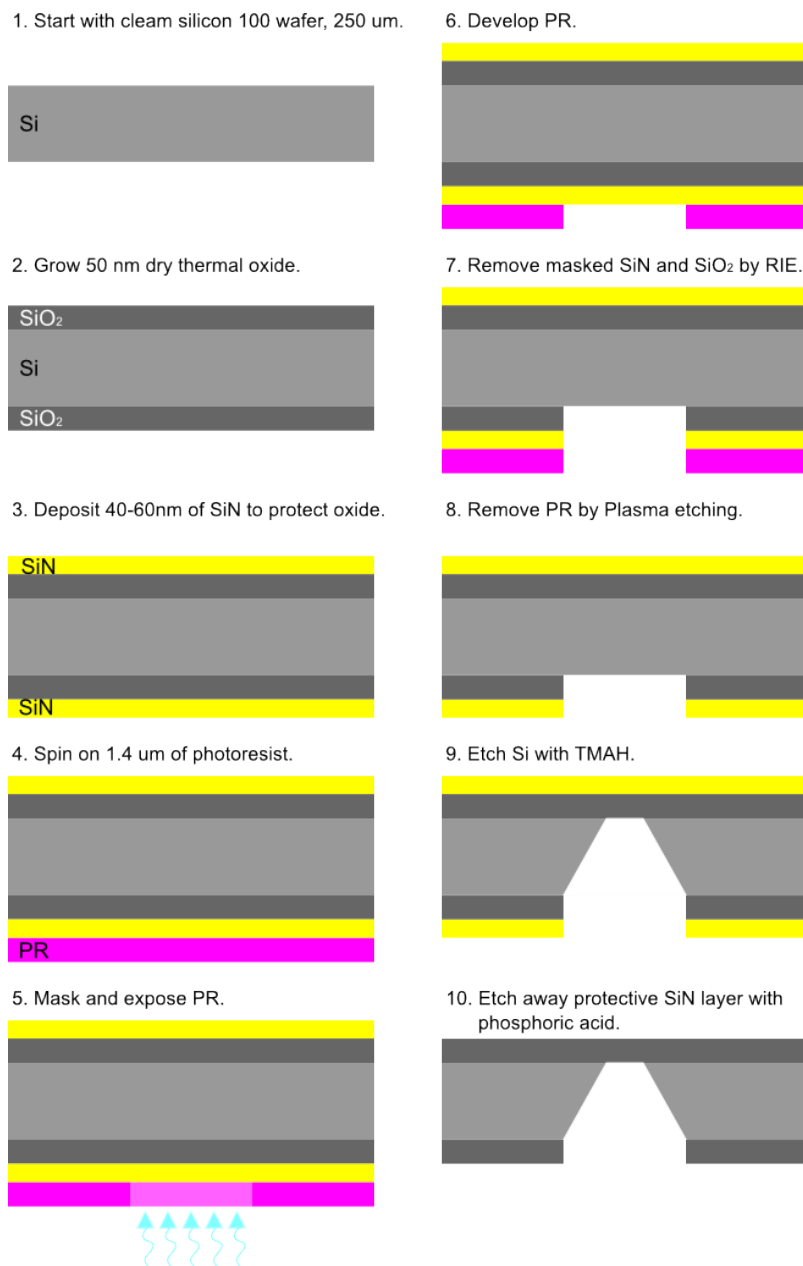 1. Start with cleam silicon 100 wafer, 250 um.
Si
2. Grow 50 nm dry thermal oxide.
SiO₂
Si
SiO₂
3. Deposit 40-60nm of SiN to protect oxide.
SiN
SiN
4. Spin on 1.4 um of photoresist.
PR
5. Mask and expose PR.
6. Develop PR.
7. Remove masked SiN and SiO₂ by RIE.
8. Remove PR by Plasma etching.
9. Etch Si with TMAH.
10. Etch away protective SiN layer with
phosphoric acid.